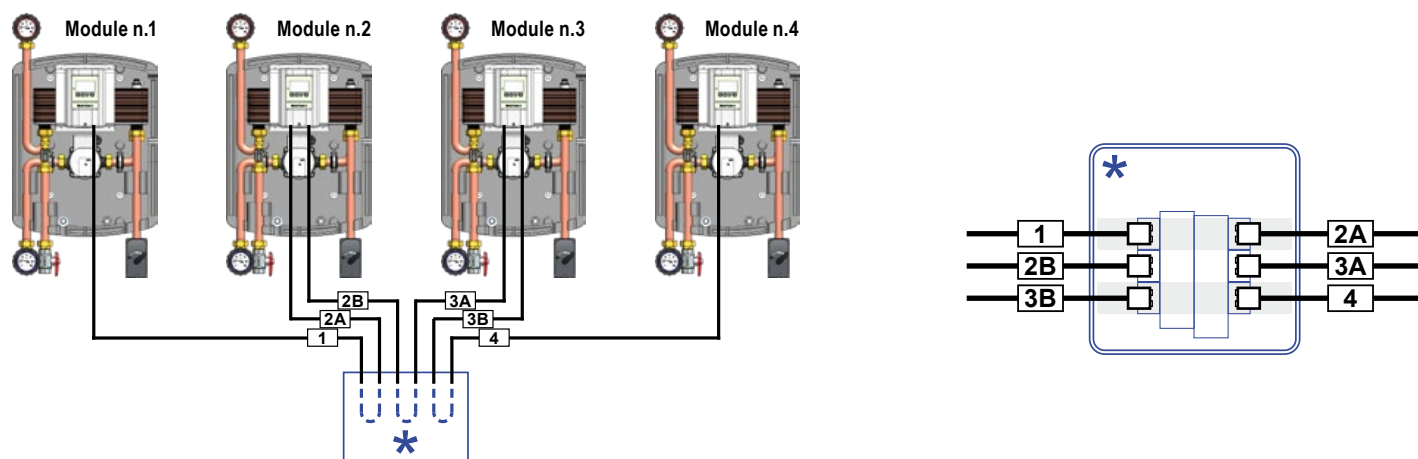 Module n.1
Module n.2
Module n.3
Module n.4
2B
3A
2A
3B
1
4
*
*
1
2A
2B
3A
3B
4